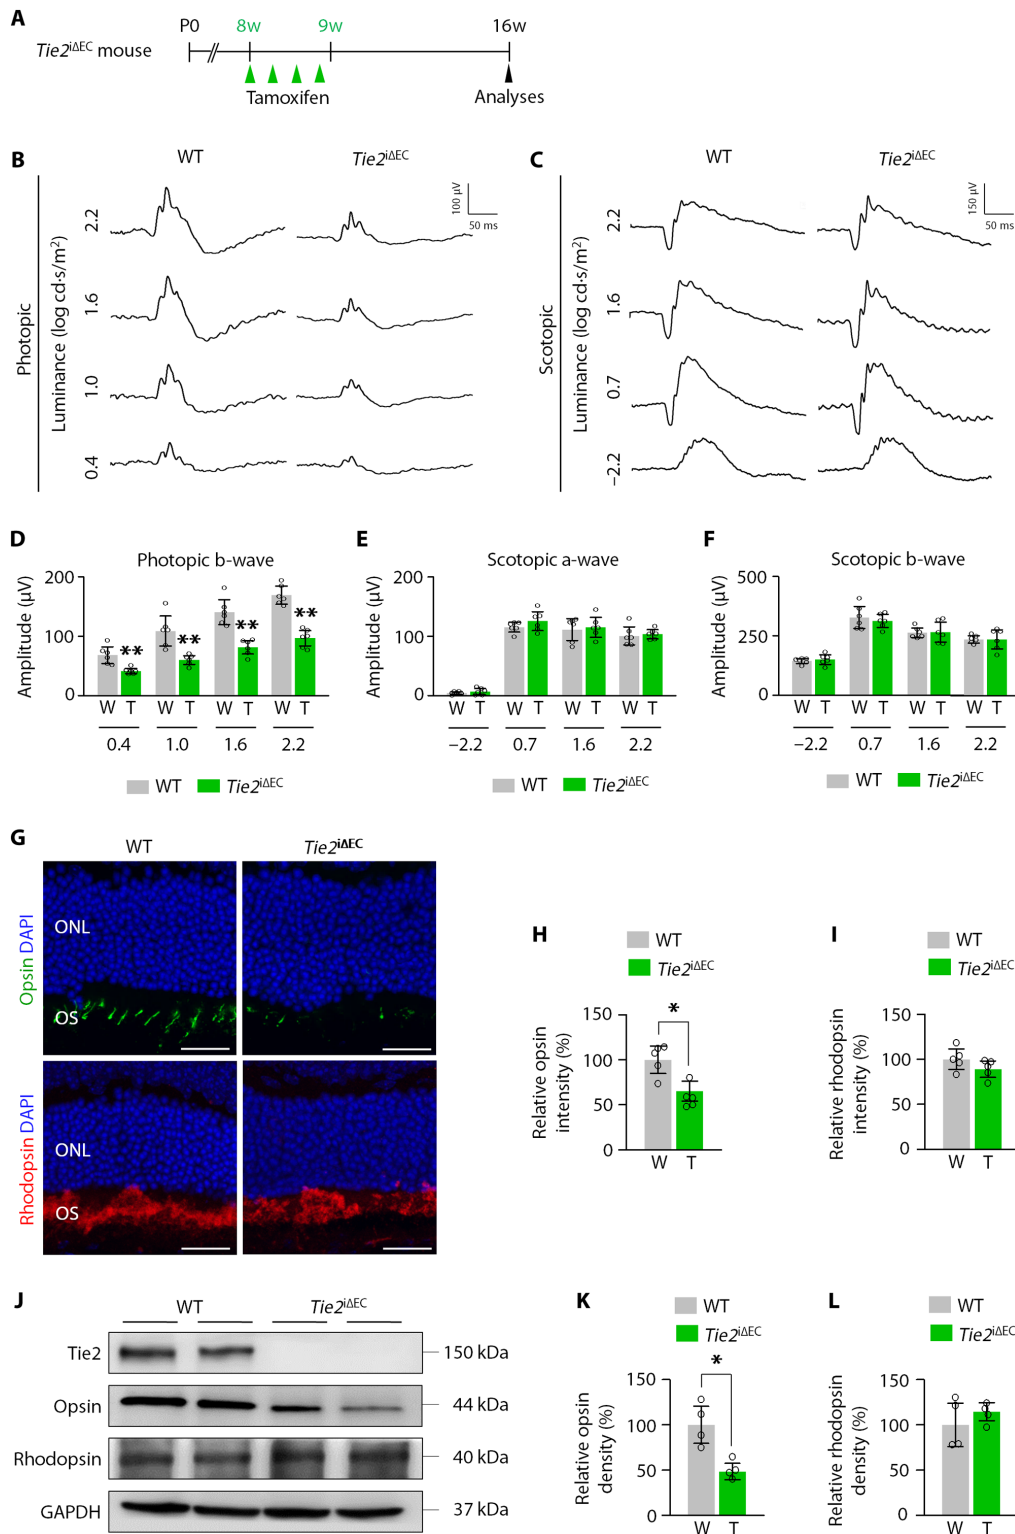 A
P0 8w 9w 16w
Tie2iΔEC mouse
Tamoxifen
Analyses
B
WT Tie2iΔEC
100 μV
50 ms
Photopic
Luminance (log cd·s/m2)
2.2
1.6
1.0
0.4
C
WT Tie2iΔEC
150 μV
50 ms
Scotopic
Luminance (log cd·s/m2)
2.2
1.6
0.7
−2.2
D
Photopic b-wave
Amplitude (μV)
200
100
0
** ** ** **
W T W T W T W T
0.4 1.0 1.6 2.2
WT Tie2iΔEC
E
Scotopic a-wave
Amplitude (μV)
200
100
0
W T W T W T W T
−2.2 0.7 1.6 2.2
WT Tie2iΔEC
F
Scotopic b-wave
Amplitude (μV)
500
250
0
W T W T W T W T
−2.2 0.7 1.6 2.2
WT Tie2iΔEC
G
WT Tie2iΔEC
Opsin DAPI
ONL
OS
Rhodopsin DAPI
ONL
OS
H
WT
Tie2iΔEC
Relative opsin
intensity (%)
150
100
50
0
*
W T
I
WT
Tie2iΔEC
Relative rhodopsin
intensity (%)
150
100
50
0
W T
J
WT Tie2iΔEC
Tie2 150 kDa
Opsin 44 kDa
Rhodopsin 40 kDa
GAPDH 37 kDa
K
WT
Tie2iΔEC
Relative opsin
density (%)
150
100
50
0
*
W T
L
WT
Tie2iΔEC
Relative rhodopsin
density (%)
150
100
50
0
W T